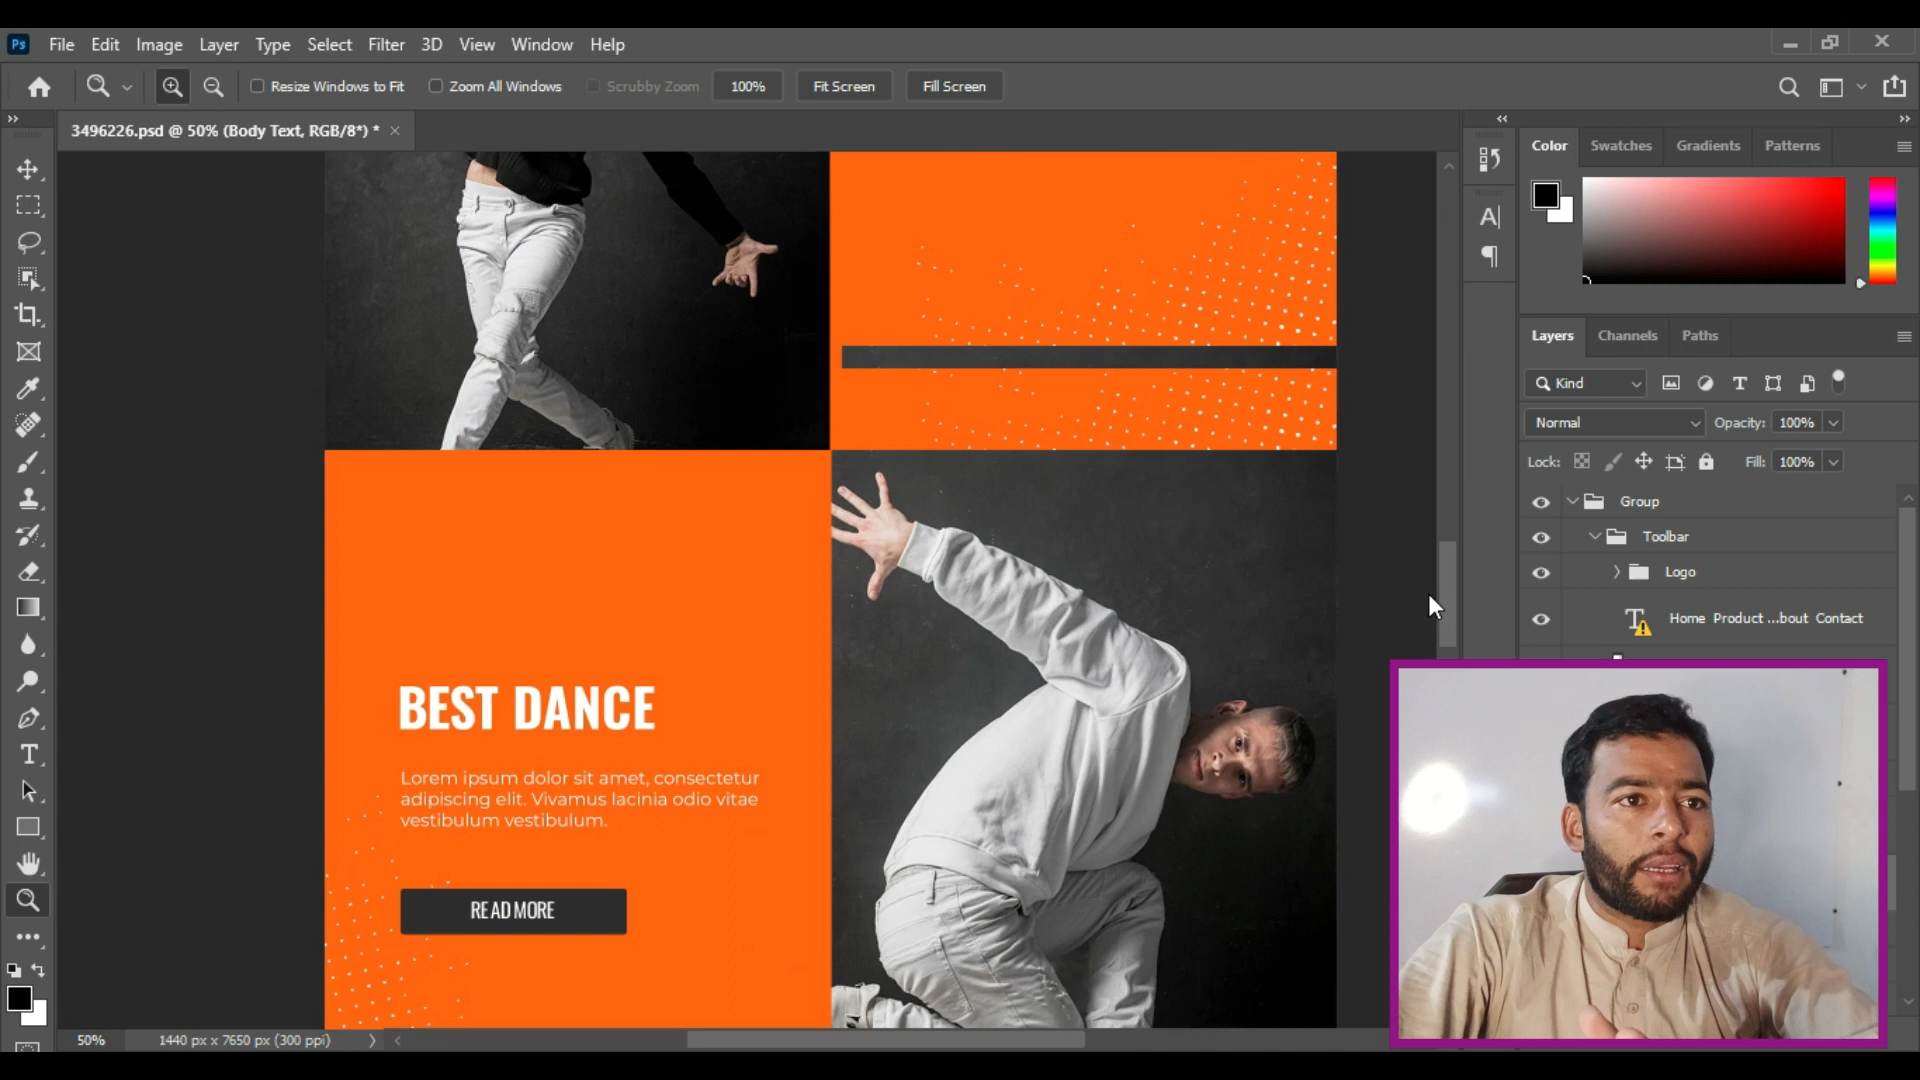 Ps File Edit Image Layer Type Select Filter 3D View Window Help
Resize Windows to Fit Zoom All Windows Scrubby Zoom 100% Fit Screen Fill Screen
3496226.psd @ 50% (Body Text, RGB/8*) *
Color Swatches Gradients Patterns
Layers Channels Paths
Kind
Normal Opacity: 100%
Lock: Fill: 100%
Group
Toolbar
Logo
Home Product ...bout Contact
BEST DANCE
Lorem ipsum dolor sit amet, consectetur
adipiscing elit. Vivamus lacinia odio vitae
vestibulum vestibulum.
READ MORE
50% 1440 px x 7650 px (300 ppi)